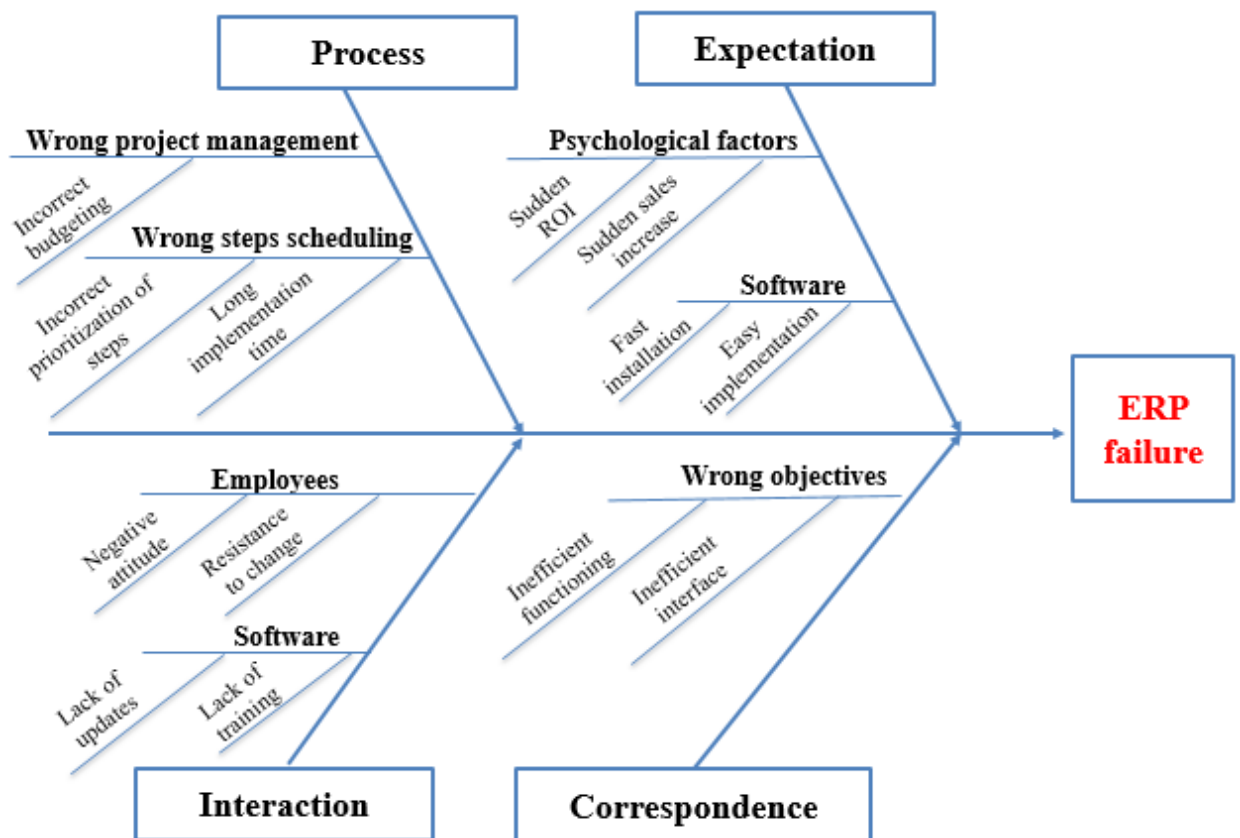 Process
Expectation
Wrong project management
Incorrect
budgeting
Wrong steps scheduling
Incorrect
prioritization of
steps
Long
implementation
time
Psychological factors
Sudden
ROI
Sudden sales
increase
Software
Fast
installation
Easy
implementation
ERP
failure
Employees
Negative
attitude
Resistance
to change
Software
Lack of
updates
Lack of
training
Wrong objectives
Inefficient
functioning
Inefficient
interface
Interaction
Correspondence